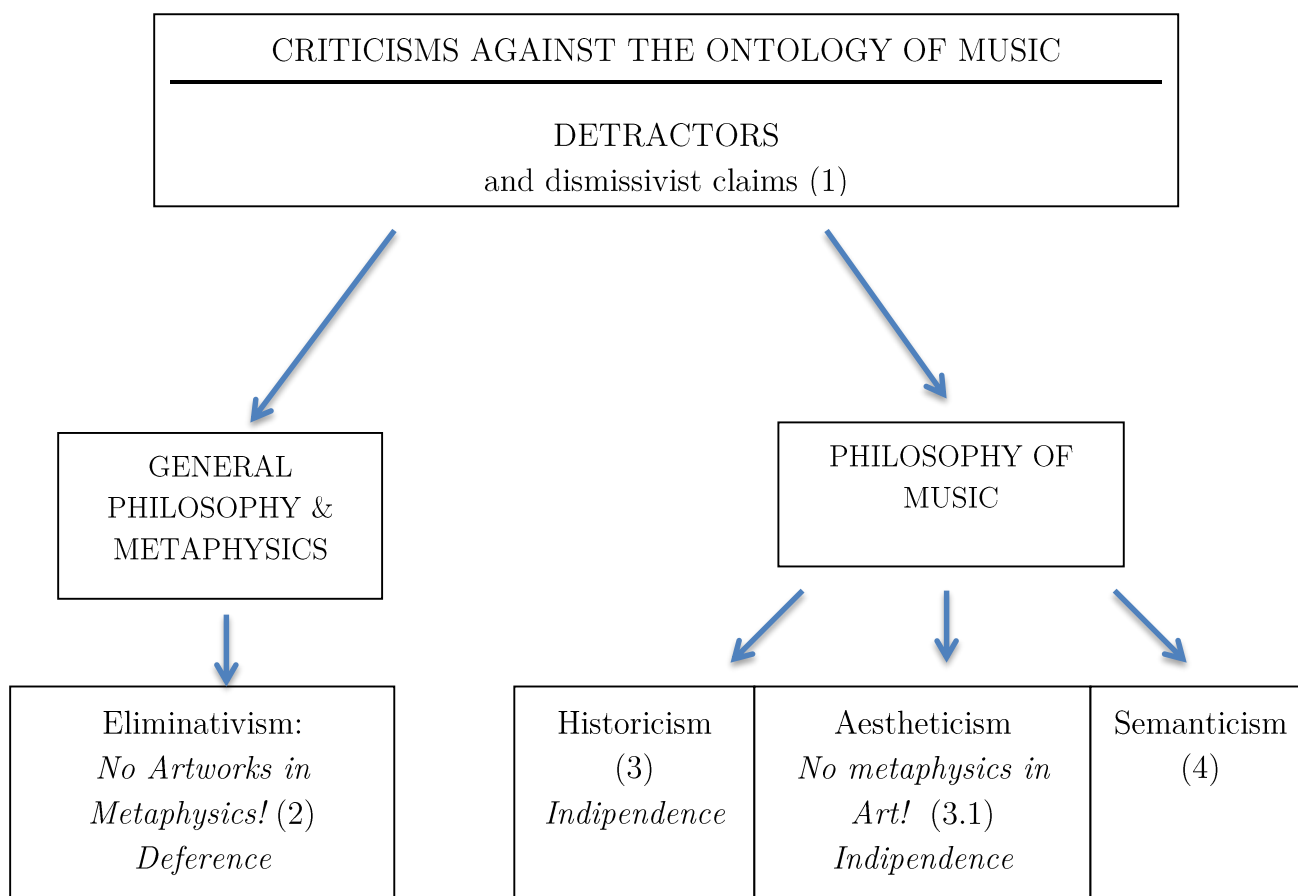 CRITICISMS AGAINST THE ONTOLOGY OF MUSIC
DETRACTORS
and dismissivist claims (1)
GENERAL
PHILOSOPHY &
METAPHYSICS
PHILOSOPHY OF
MUSIC
Eliminativism:
No Artworks in
Metaphysics! (2)
Deference
Historicism
(3)
Indipendence
Aestheticism
No metaphysics in
Art! (3.1)
Indipendence
Semanticism
(4)